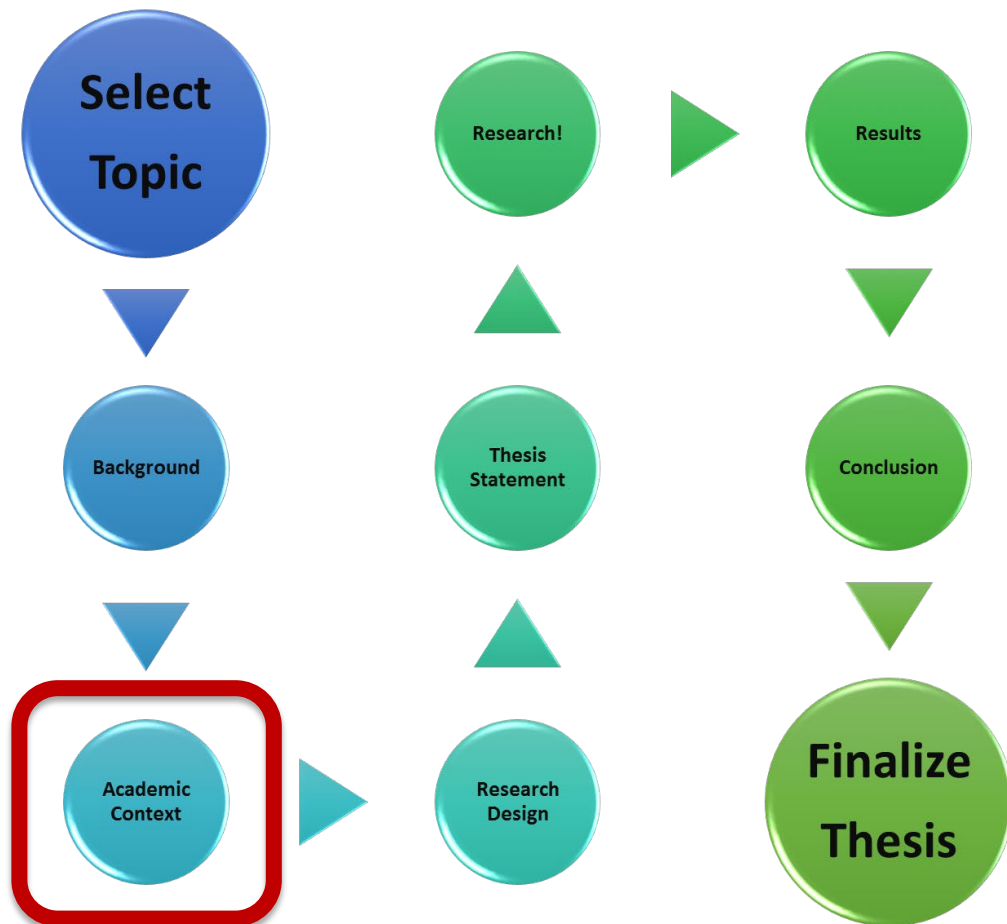 Select
Topic
Background
Academic
Context
Research
Design
Thesis
Statement
Research!
Results
Conclusion
Finalize
Thesis